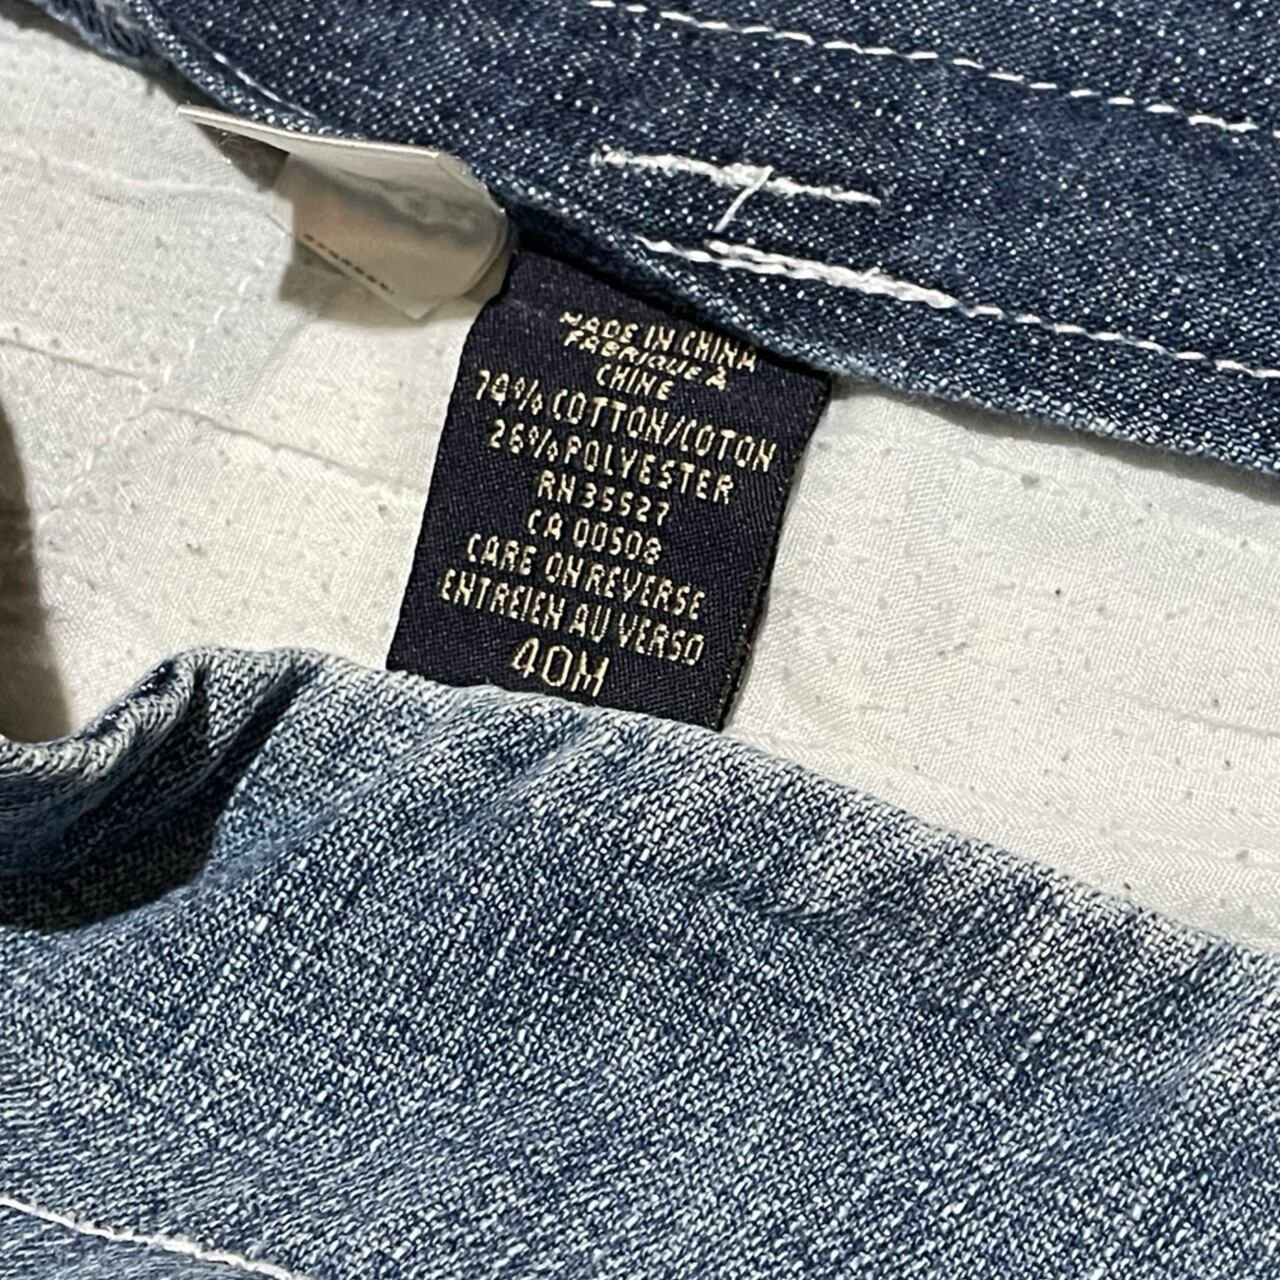 MADE IN CHINA
FABRIQUE A
CHINE
74% COTTON/COTON
26% POLYESTER
RN 35527
CA 00508
CARE ON REVERSE
ENTREIEN AU VERSO
40M